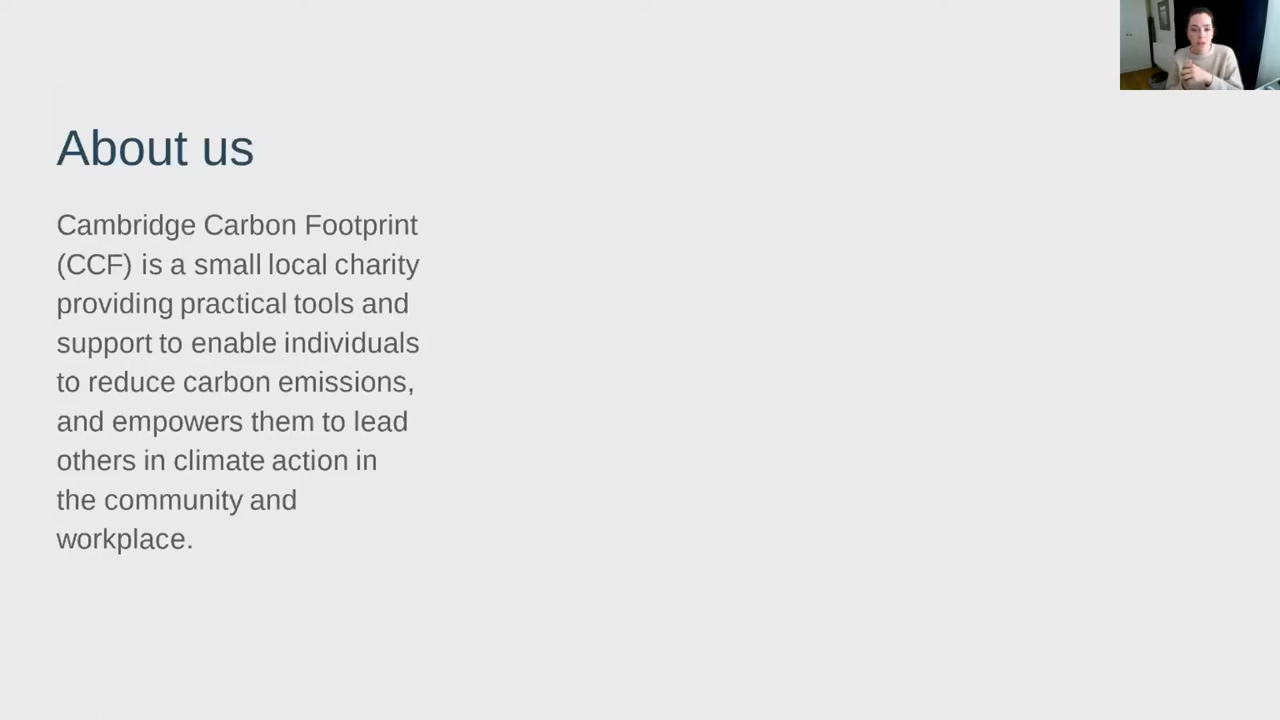 About us
Cambridge Carbon Footprint
(CCF) is a small local charity
providing practical tools and
support to enable individuals
to reduce carbon emissions,
and empowers them to lead
others in climate action in
the community and
workplace.